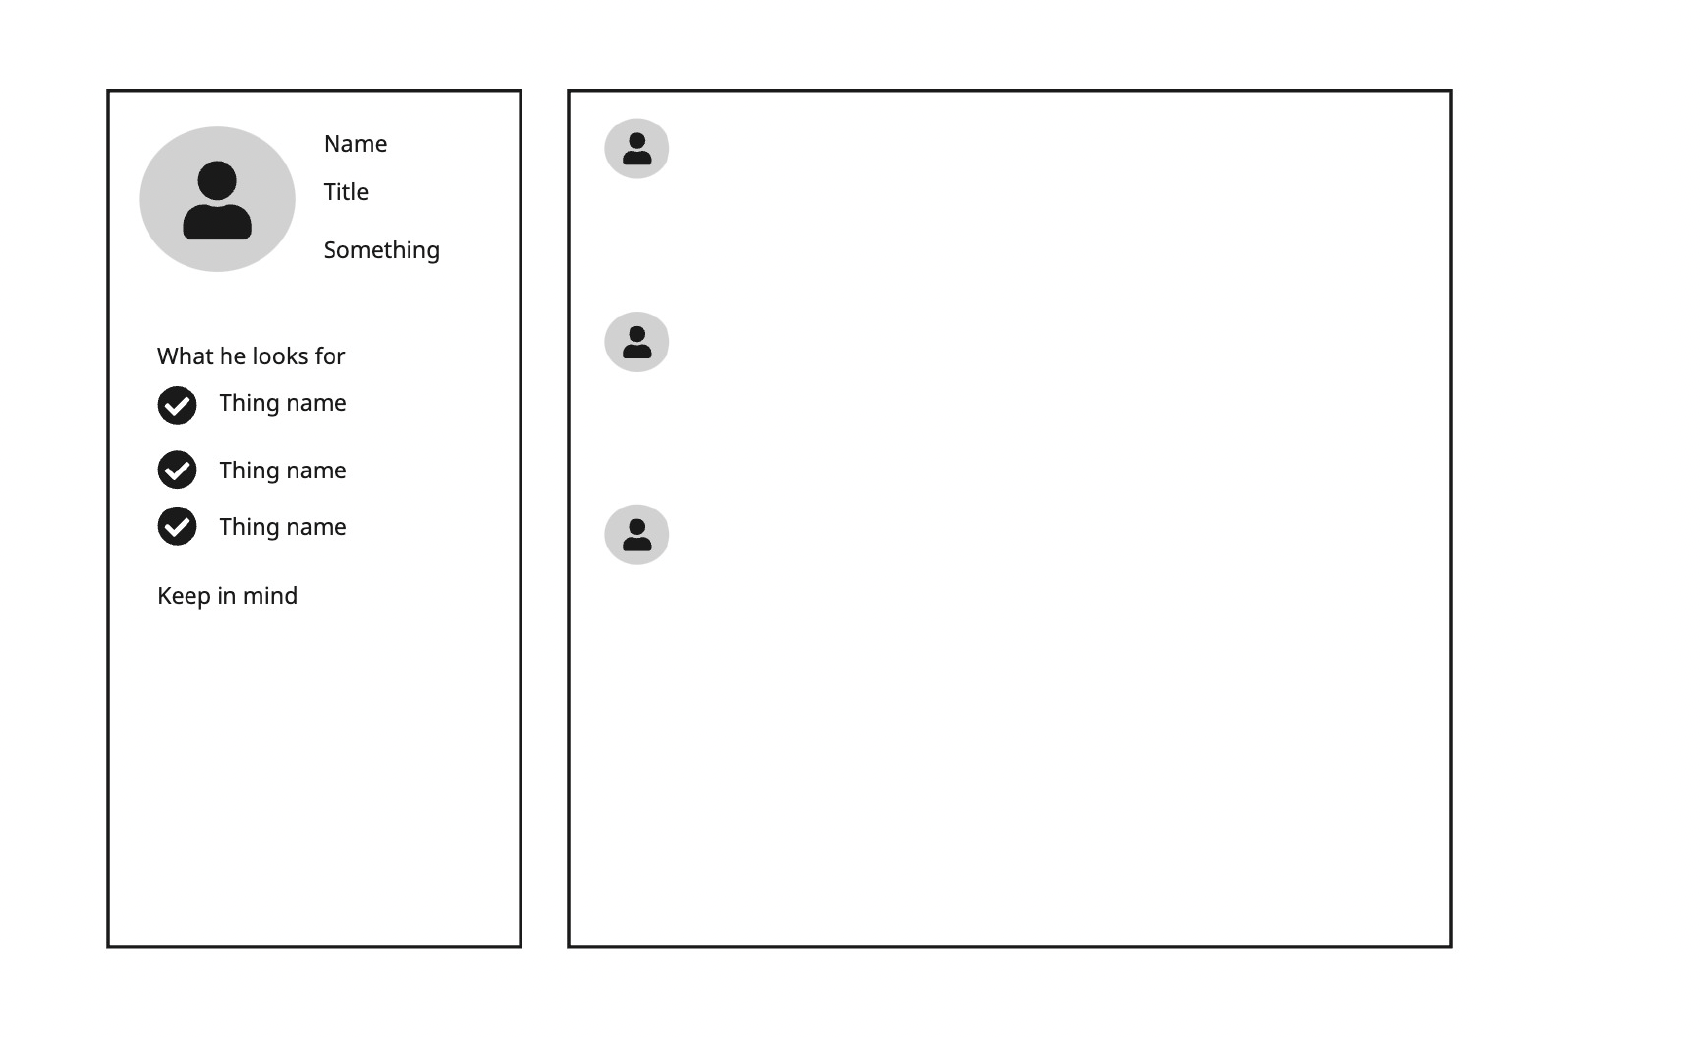 Name
Title
Something
What he looks for
Thing name
Thing name
Thing name
Keep in mind